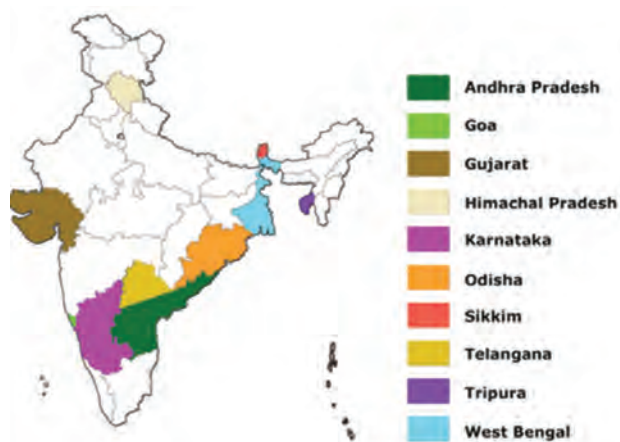 Andhra Pradesh
Goa
Gujarat
Himachal Pradesh
Karnataka
Odisha
Sikkim
Telangana
Tripura
West Bengal